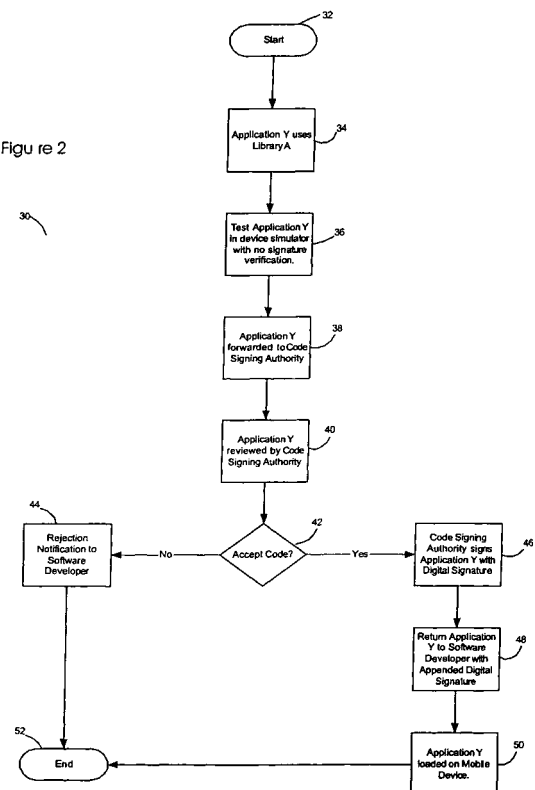 32
Start
Application Y uses
Library A
34
Figu re 2
30
Test Application Y
in device simulator
with no signature
verification.
36
Application Y
forwarded to Code
Signing Authority
38
Application Y
reviewed by Code
Signing Authority
40
44
Rejection
Notification to
Software
Developer
No
42
Accept Code?
Yes
Code Signing
Authority signs
Application Y with
Digital Signature
46
Return Application
Y to Software
Developer with
Appended Digital
Signature
48
52
End
Application Y
loaded on Mobile
Device.
50